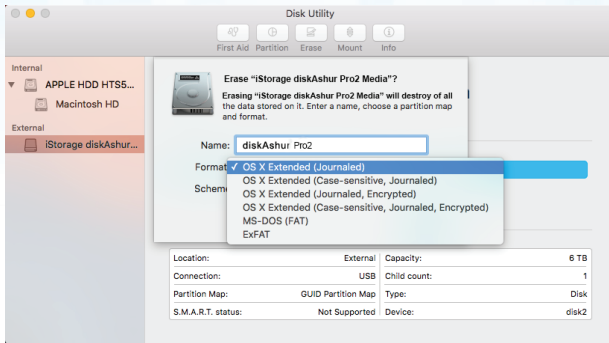 Disk Utility
First Aid Partition Erase Mount Info
Internal
APPLE HDD HTS5...
Macintosh HD
External
iStorage diskAshur...
Erase “iStorage diskAshur Pro2 Media”?
Erasing “iStorage diskAshur Pro2 Media” will destroy of all
the data stored on it. Enter a name, choose a partition map
and format.
Name: diskAshur Pro2
Format
✓ OS X Extended (Journaled)
OS X Extended (Case-sensitive, Journaled)
Schem
OS X Extended (Journaled, Encrypted)
OS X Extended (Case-sensitive, Journaled, Encrypted)
MS-DOS (FAT)
ExFAT
Location: External Capacity: 6 TB
Connection: USB Child count: 1
Partition Map: GUID Partition Map Type: Disk
S.M.A.R.T. status: Not Supported Device: disk2